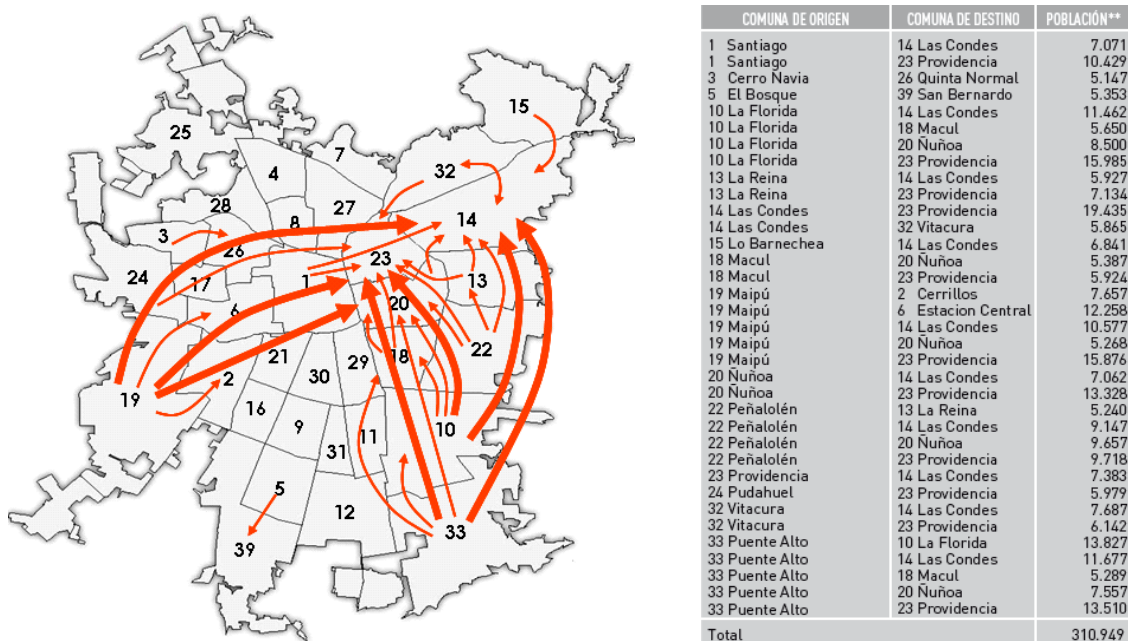 15
25
7
32
4
28
27
14
8
3
26
23
24
17
1
13
6
20
21
18
22
29
2
30
19
16
10
9
11
31
5
12
33
39
COMUNA DE ORIGEN COMUNA DE DESTINO POBLACIÓN**
1 Santiago 14 Las Condes 7.071
1 Santiago 23 Providencia 10.429
3 Cerro Navia 26 Quinta Normal 5.147
5 El Bosque 39 San Bernardo 5.353
10 La Florida 14 Las Condes 11.462
10 La Florida 18 Macul 5.650
10 La Florida 20 Ñuñoa 8.500
10 La Florida 23 Providencia 15.985
13 La Reina 14 Las Condes 5.927
13 La Reina 23 Providencia 7.134
14 Las Condes 23 Providencia 19.435
14 Las Condes 32 Vitacura 5.865
15 Lo Barnechea 14 Las Condes 6.841
18 Macul 20 Ñuñoa 5.387
18 Macul 23 Providencia 5.924
19 Maipú 2 Cerrillos 7.657
19 Maipú 6 Estacion Central 12.258
19 Maipú 14 Las Condes 10.577
19 Maipú 20 Ñuñoa 5.268
19 Maipú 23 Providencia 15.876
20 Ñuñoa 14 Las Condes 7.062
20 Ñuñoa 23 Providencia 13.328
22 Peñalolén 13 La Reina 5.240
22 Peñalolén 14 Las Condes 9.147
22 Peñalolén 20 Ñuñoa 9.657
22 Peñalolén 23 Providencia 9.718
23 Providencia 14 Las Condes 7.383
24 Pudahuel 23 Providencia 5.979
32 Vitacura 14 Las Condes 7.687
32 Vitacura 23 Providencia 6.142
33 Puente Alto 10 La Florida 13.827
33 Puente Alto 14 Las Condes 11.677
33 Puente Alto 18 Macul 5.289
33 Puente Alto 20 Ñuñoa 7.557
33 Puente Alto 23 Providencia 13.510
Total 310.949